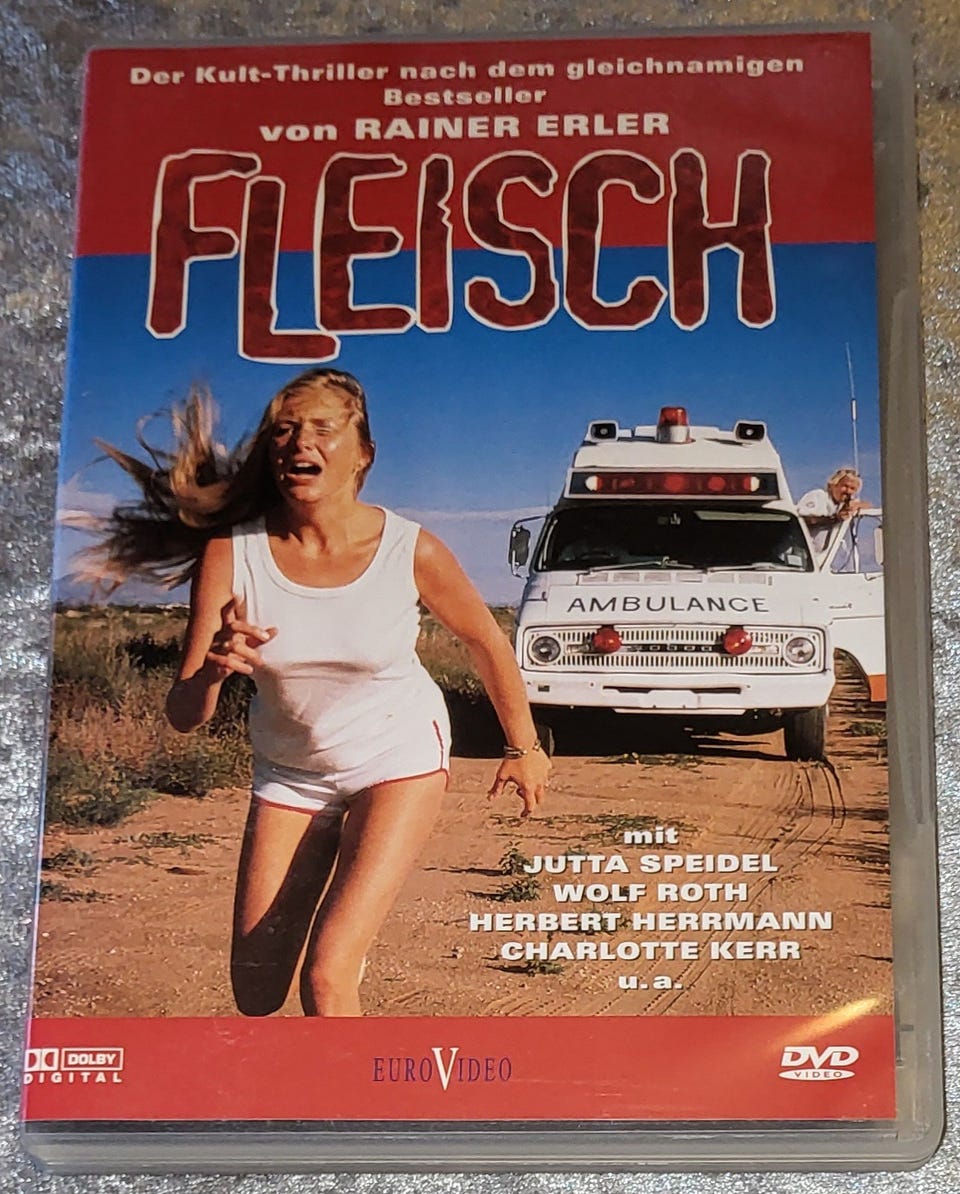 Der Kult-Thriller nach dem gleichnamigen
Bestseller
von RAINER ERLER
FLEISCH
AMBULANCE
mit
JUTTA SPEIDEL
WOLF ROTH
HERBERT HERRMANN
CHARLOTTE KERR
u.a.
DOLBY
DIGITAL
EUROVIDEO
DVD
VIDEO